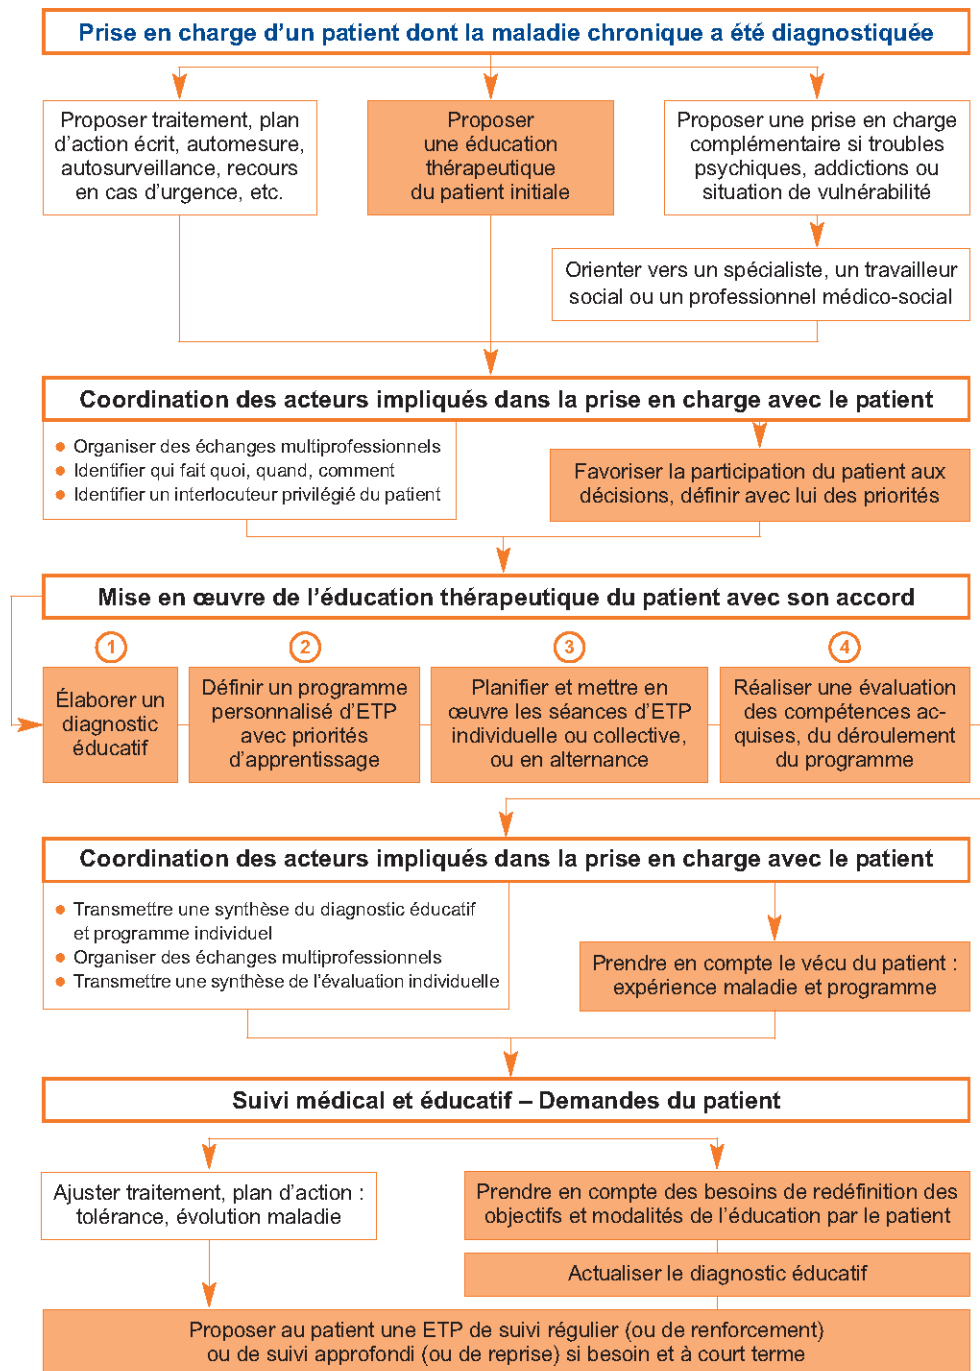 Prise en charge d’un patient dont la maladie chronique a été diagnostiquée
Proposer traitement, plan
d’action écrit, automesure,
autosurveillance, recours
en cas d’urgence, etc.
Proposer
une éducation
thérapeutique
du patient initiale
Proposer une prise en charge
complémentaire si troubles
psychiques, addictions ou
situation de vulnérabilité
Orienter vers un spécialiste, un travailleur
social ou un professionnel médico-social
Coordination des acteurs impliqués dans la prise en charge avec le patient
• Organiser des échanges multiprofessionnels
• Identifier qui fait quoi, quand, comment
• Identifier un interlocuteur privilégié du patient
Favoriser la participation du patient aux
décisions, définir avec lui des priorités
Mise en œuvre de l’éducation thérapeutique du patient avec son accord
1
Élaborer un
diagnostic
éducatif
2
Définir un programme
personnalisé d’ETP
avec priorités
d’apprentissage
3
Planifier et mettre en
œuvre les séances d’ETP
individuelle ou collective,
ou en alternance
4
Réaliser une évaluation
des compétences ac-
quises, du déroulement
du programme
Coordination des acteurs impliqués dans la prise en charge avec le patient
• Transmettre une synthèse du diagnostic éducatif
et programme individuel
• Organiser des échanges multiprofessionnels
• Transmettre une synthèse de l’évaluation individuelle
Prendre en compte le vécu du patient :
expérience maladie et programme
Suivi médical et éducatif – Demandes du patient
Ajuster traitement, plan d’action :
tolérance, évolution maladie
Prendre en compte des besoins de redéfinition des
objectifs et modalités de l’éducation par le patient
Actualiser le diagnostic éducatif
Proposer au patient une ETP de suivi régulier (ou de renforcement)
ou de suivi approfondi (ou de reprise) si besoin et à court terme